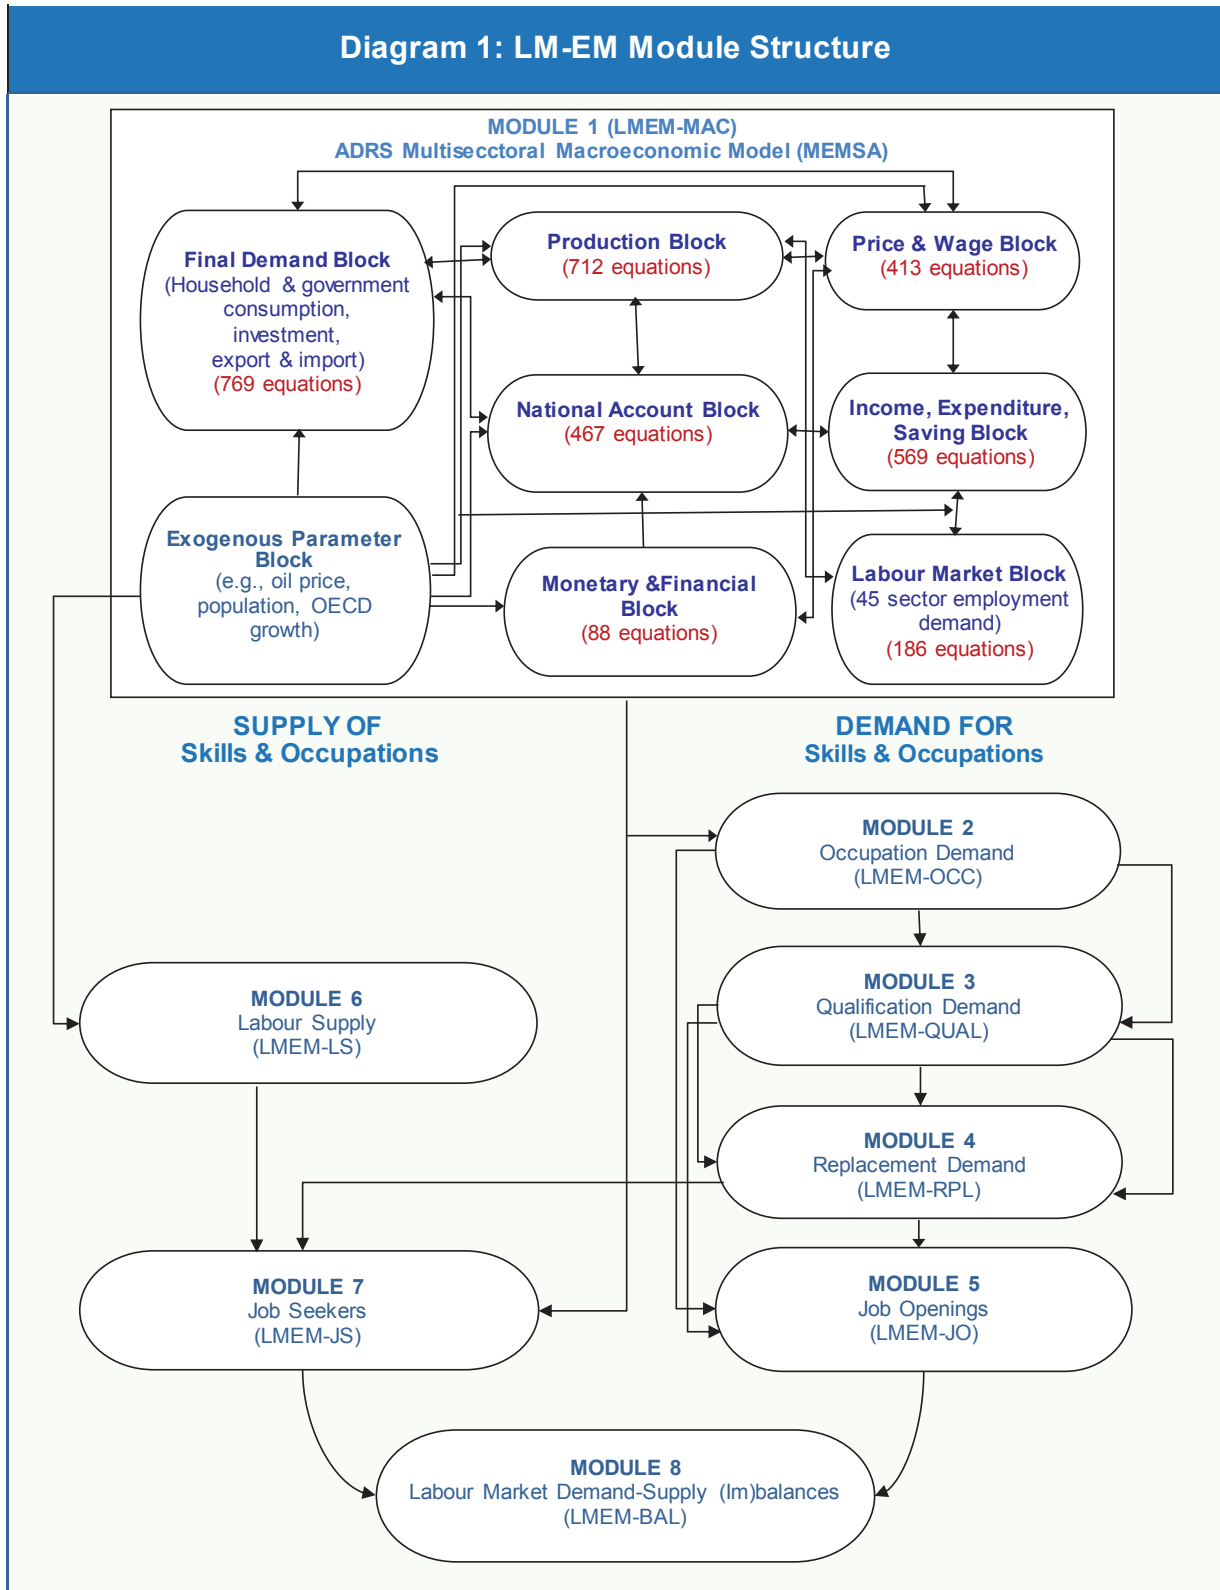 Diagram 1: LM-EM Module Structure
MODULE 1 (LMEM-MAC)
ADRS Multisecctoral Macroeconomic Model (MEMSA)
Final Demand Block
(Household & government
consumption,
investment,
export & import)
(769 equations)
Production Block
(712 equations)
Price & Wage Block
(413 equations)
National Account Block
(467 equations)
Income, Expenditure,
Saving Block
(569 equations)
Exogenous Parameter
Block
(e.g., oil price,
population, OECD
growth)
Monetary &Financial
Block
(88 equations)
Labour Market Block
(45 sector employment
demand)
(186 equations)
SUPPLY OF
Skills & Occupations
DEMAND FOR
Skills & Occupations
MODULE 2
Occupation Demand
(LMEM-OCC)
MODULE 3
Qualification Demand
(LMEM-QUAL)
MODULE 6
Labour Supply
(LMEM-LS)
MODULE 4
Replacement Demand
(LMEM-RPL)
MODULE 7
Job Seekers
(LMEM-JS)
MODULE 5
Job Openings
(LMEM-JO)
MODULE 8
Labour Market Demand-Supply (Im)balances
(LMEM-BAL)